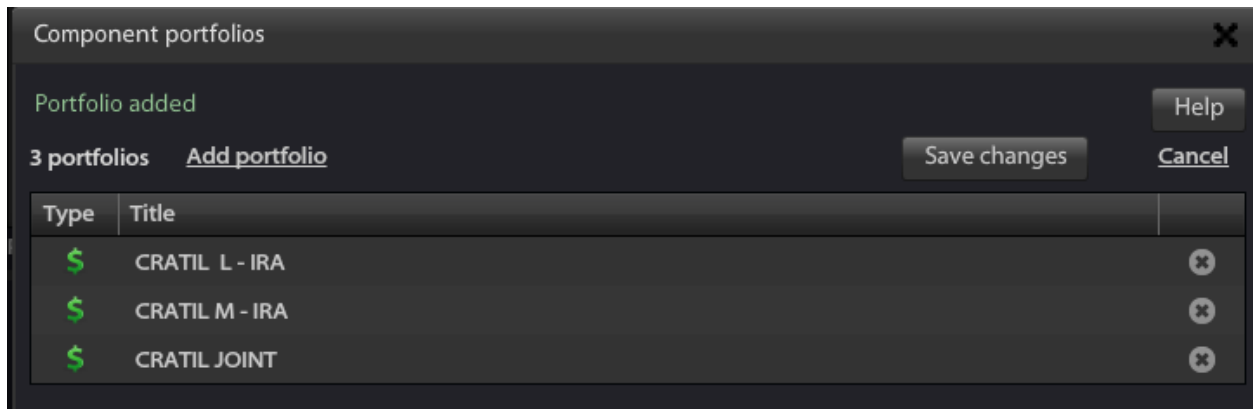 Component portfolios
Portfolio added
Help
3 portfolios Add portfolio Save changes Cancel
Type Title
$ CRATIL L - IRA
$ CRATIL M - IRA
$ CRATIL JOINT